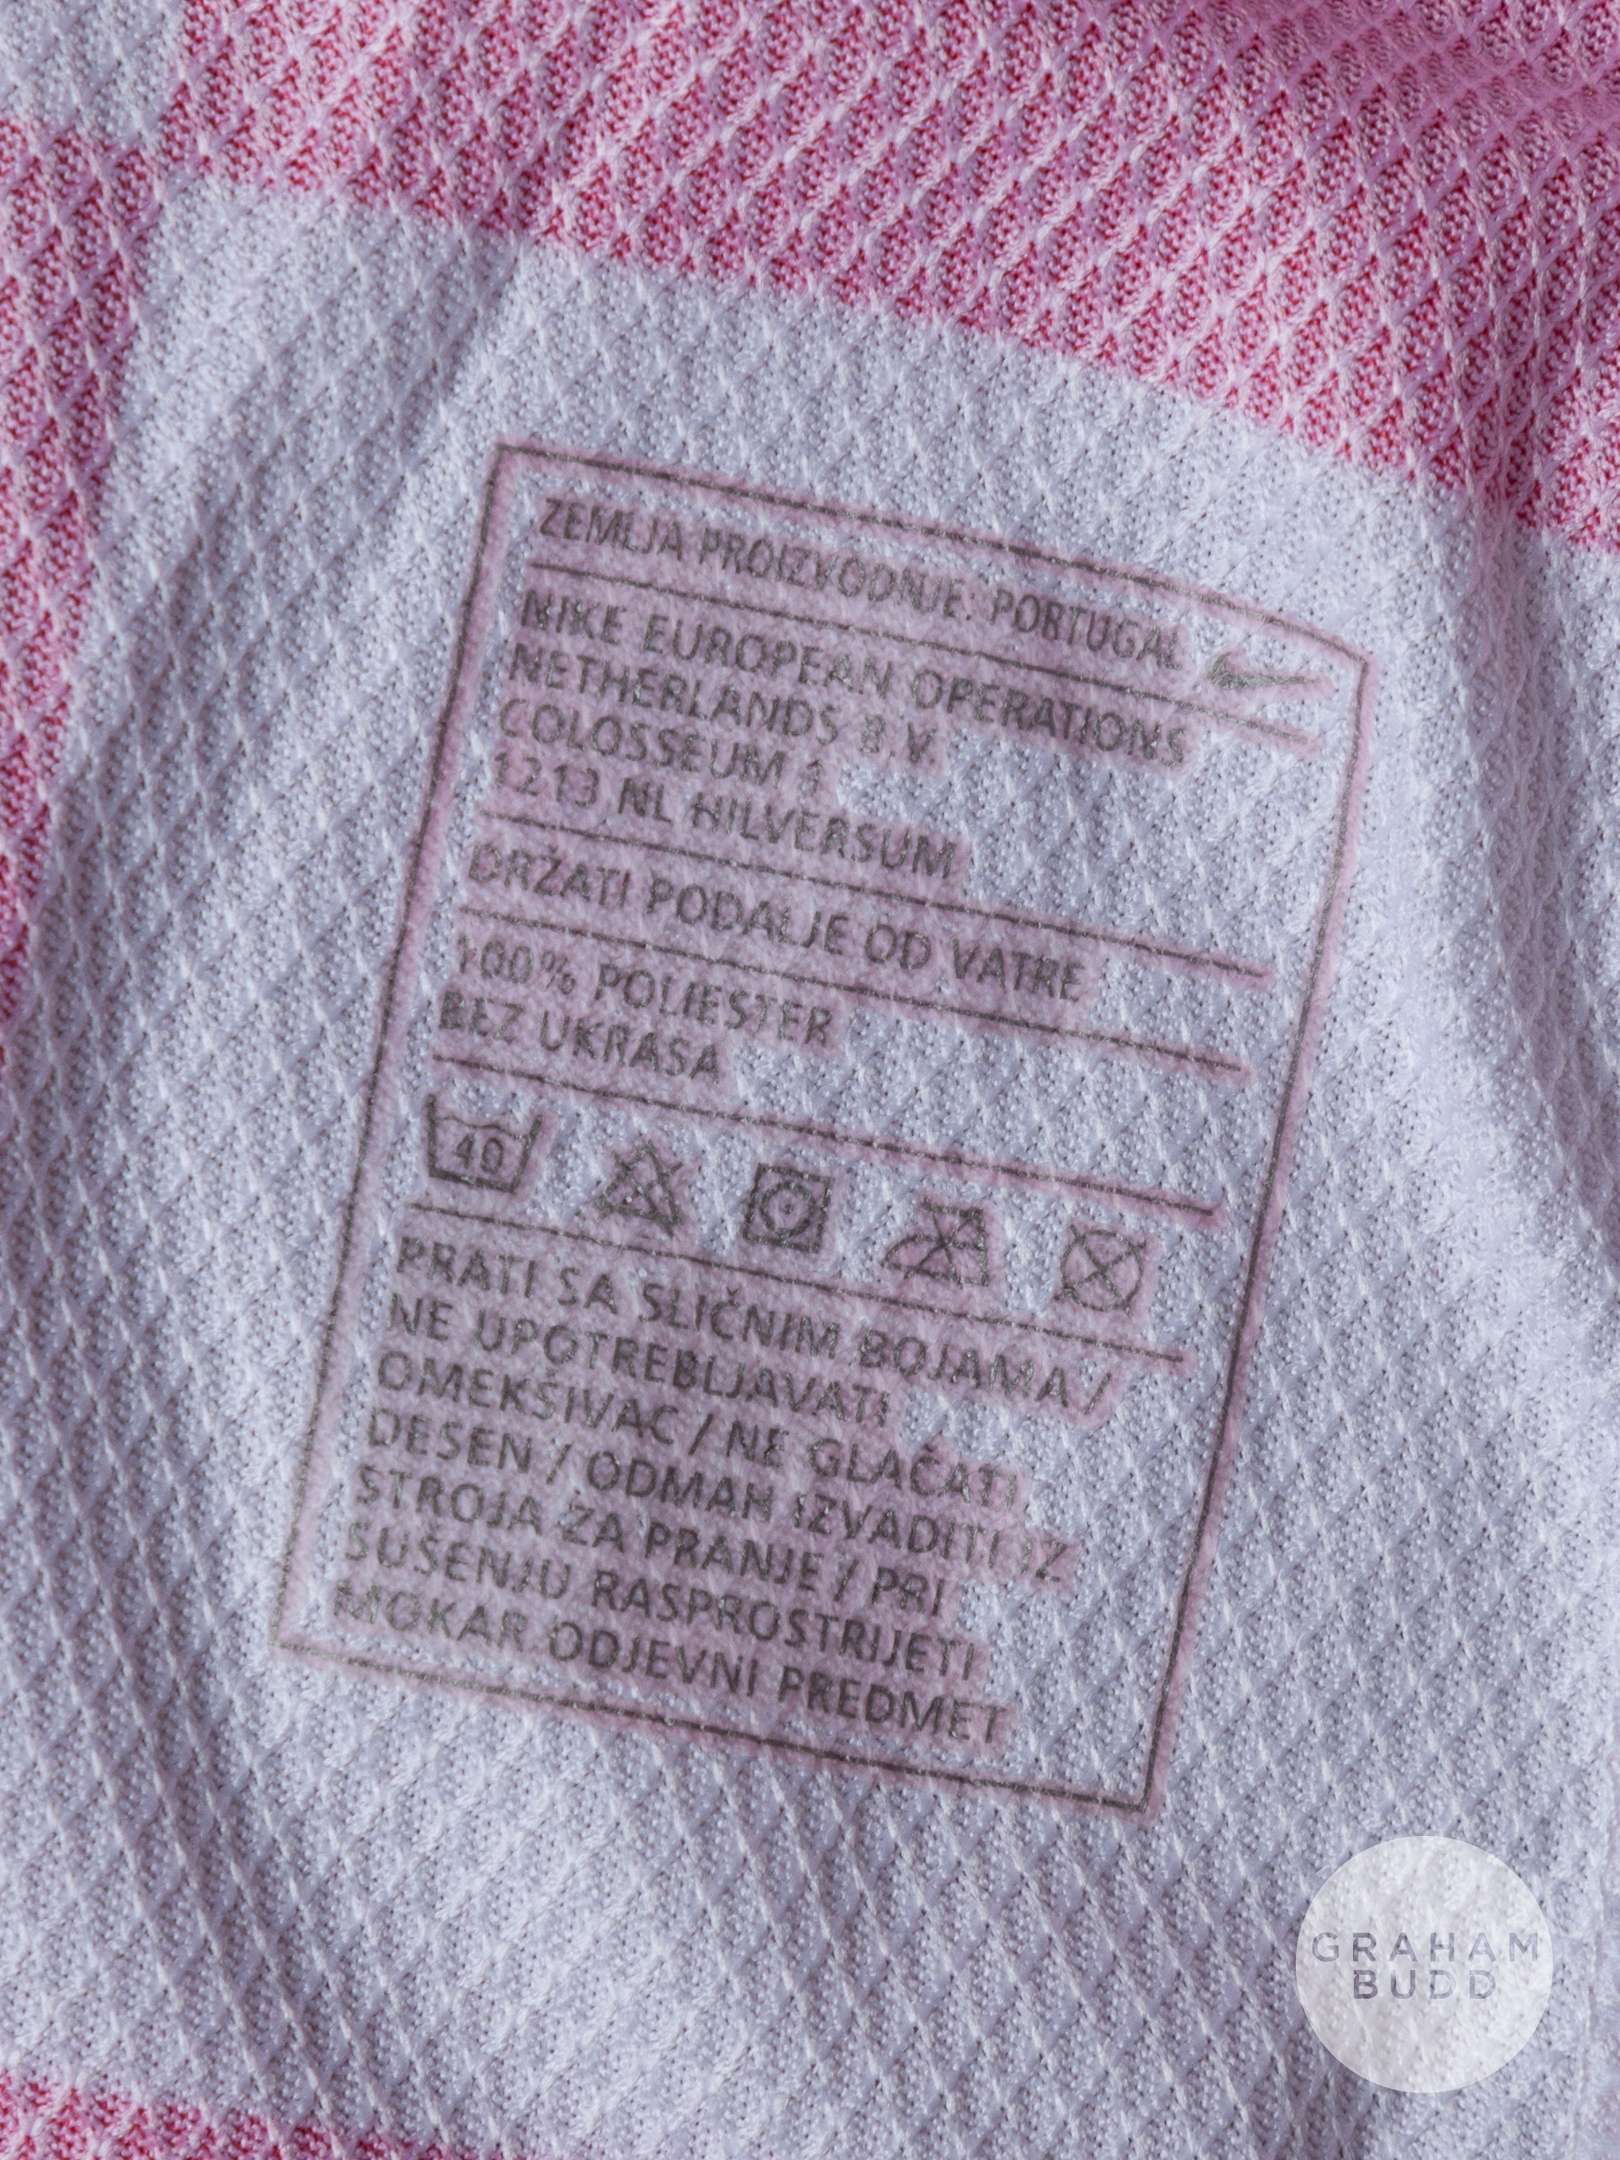 ZEMLJA PROIZVODNJE: PORTUGAL
NIKE EUROPEAN OPERATIONS
NETHERLANDS B.V.
COLOSSEUM 1
1213 NL HILVERSUM
DRŽATI PODALJE OD VATRE
100% POLIESTER
BEZ UKRASA
40
PRATI SA SLIČNIM BOJAMA /
NE UPOTREBLJAVATI
OMEKŠIVAC / NE GLAČATI
DESEN / ODMAH IZVADITI IZ
STROJA ZA PRANJE / PRI
SUŠENJU RASPROSTRIJETI
MOKAR ODJEVNI PREDMET
GRAHAM
BUDD